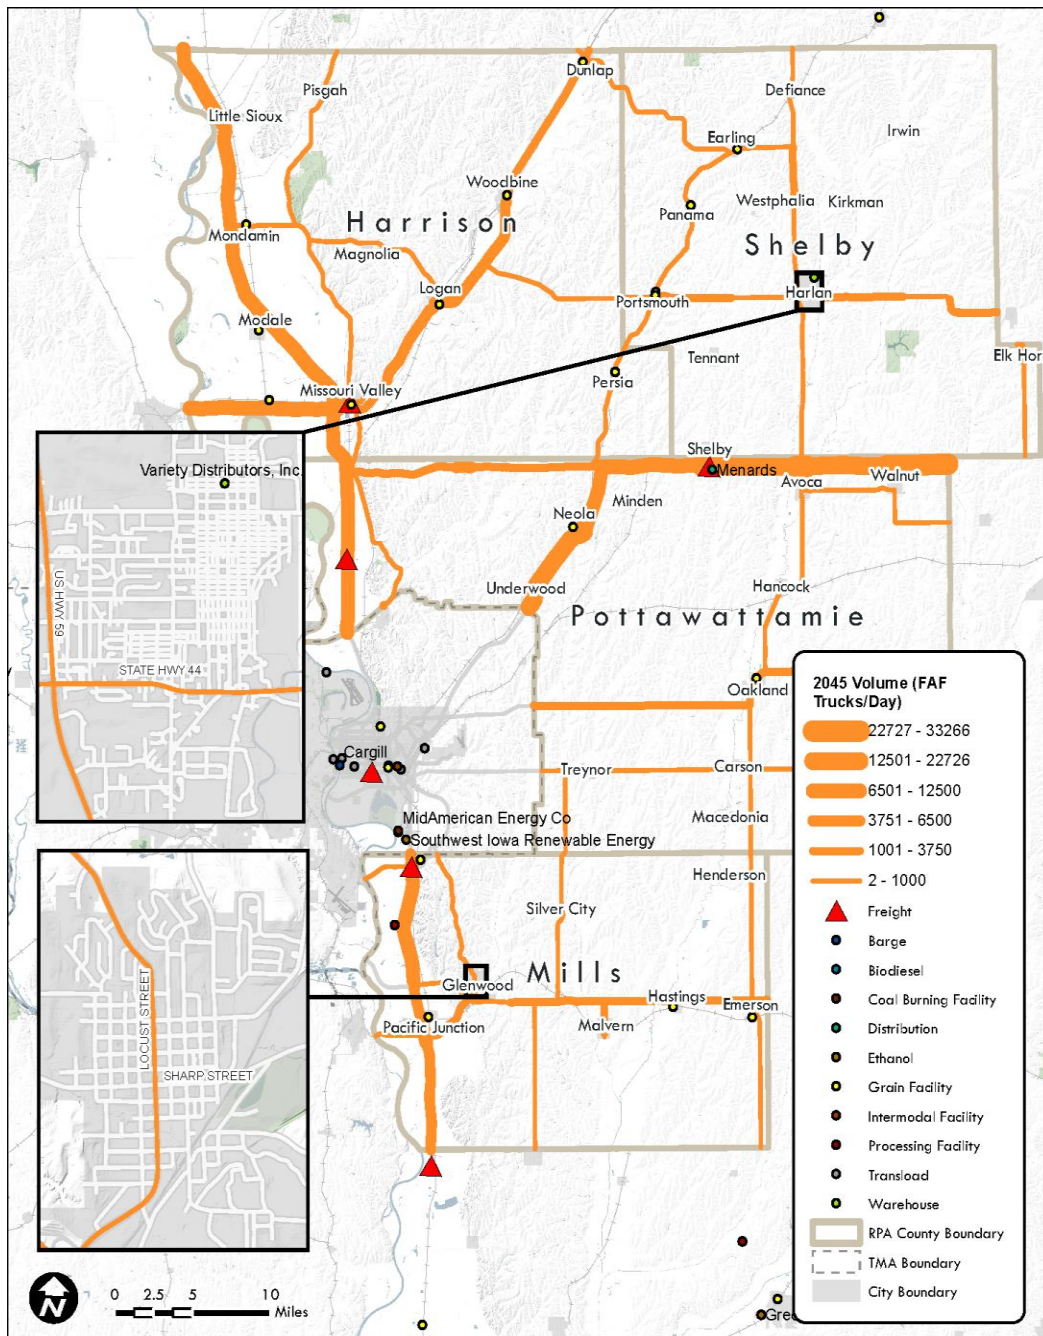 Dunlap
Pisgah
Defiance
Little Sioux
Irwin
Earling
Woodbine
Westphalia
Kirkman
Panama
Harrison
Mondamin
Shelby
Magnolia
Logan
Harlan
Portsmouth
Modale
Tennant
Elk Hor
Persia
Missouri Valley
Shelby
Menards
Variety Distributors, Inc.
Walnut
Avoca
Minden
Neola
Underwood
Hancock
Pottawattamie
US HWY 59
STATE HWY 44
Oakland
Cargill
Treynor
Carson
MidAmerican Energy Co
Macedonia
Southwest Iowa Renewable Energy
Henderson
Silver City
Mills
Glenwood
Hastings
Emerson
Pacific Junction
Malvern
LOCUST STREET
SHARP STREET
2045 Volume (FAF
Trucks/Day)
22727 - 33266
12501 - 22726
6501 - 12500
3751 - 6500
1001 - 3750
2 - 1000
Freight
Barge
Biodiesel
Coal Burning Facility
Distribution
Ethanol
Grain Facility
Intermodal Facility
Processing Facility
Transload
Warehouse
RPA County Boundary
TMA Boundary
City Boundary
N
0 2.5 5 10
Miles
Gree